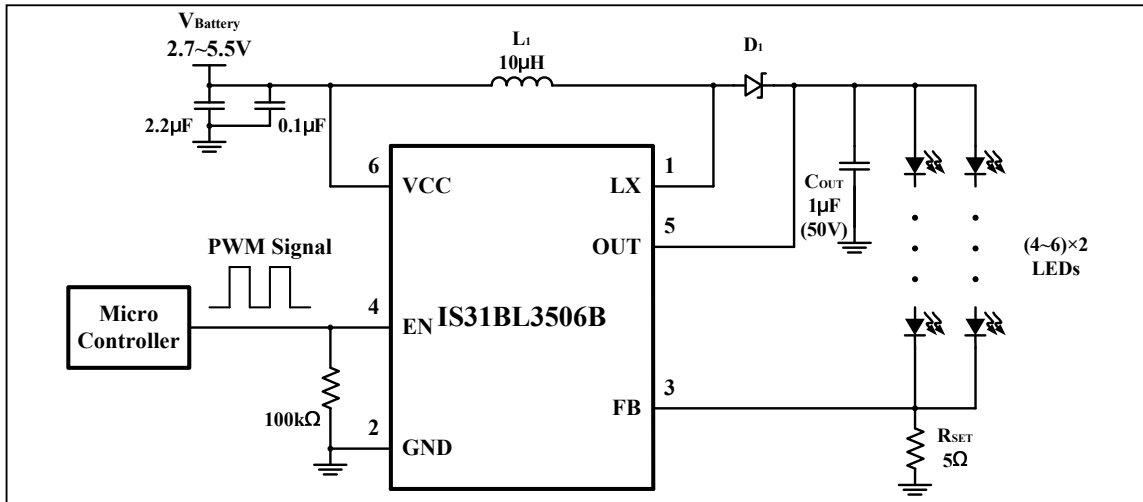 VBattery
2.7~5.5V
L1
10µH
D1
2.2µF
0.1µF
6
VCC
1
LX
5
OUT
COUT
1µF
(50V)
(4~6)×2
LEDs
PWM Signal
Micro
Controller
4
EN
IS31BL3506B
3
FB
100kΩ
2
GND
RSET
5Ω